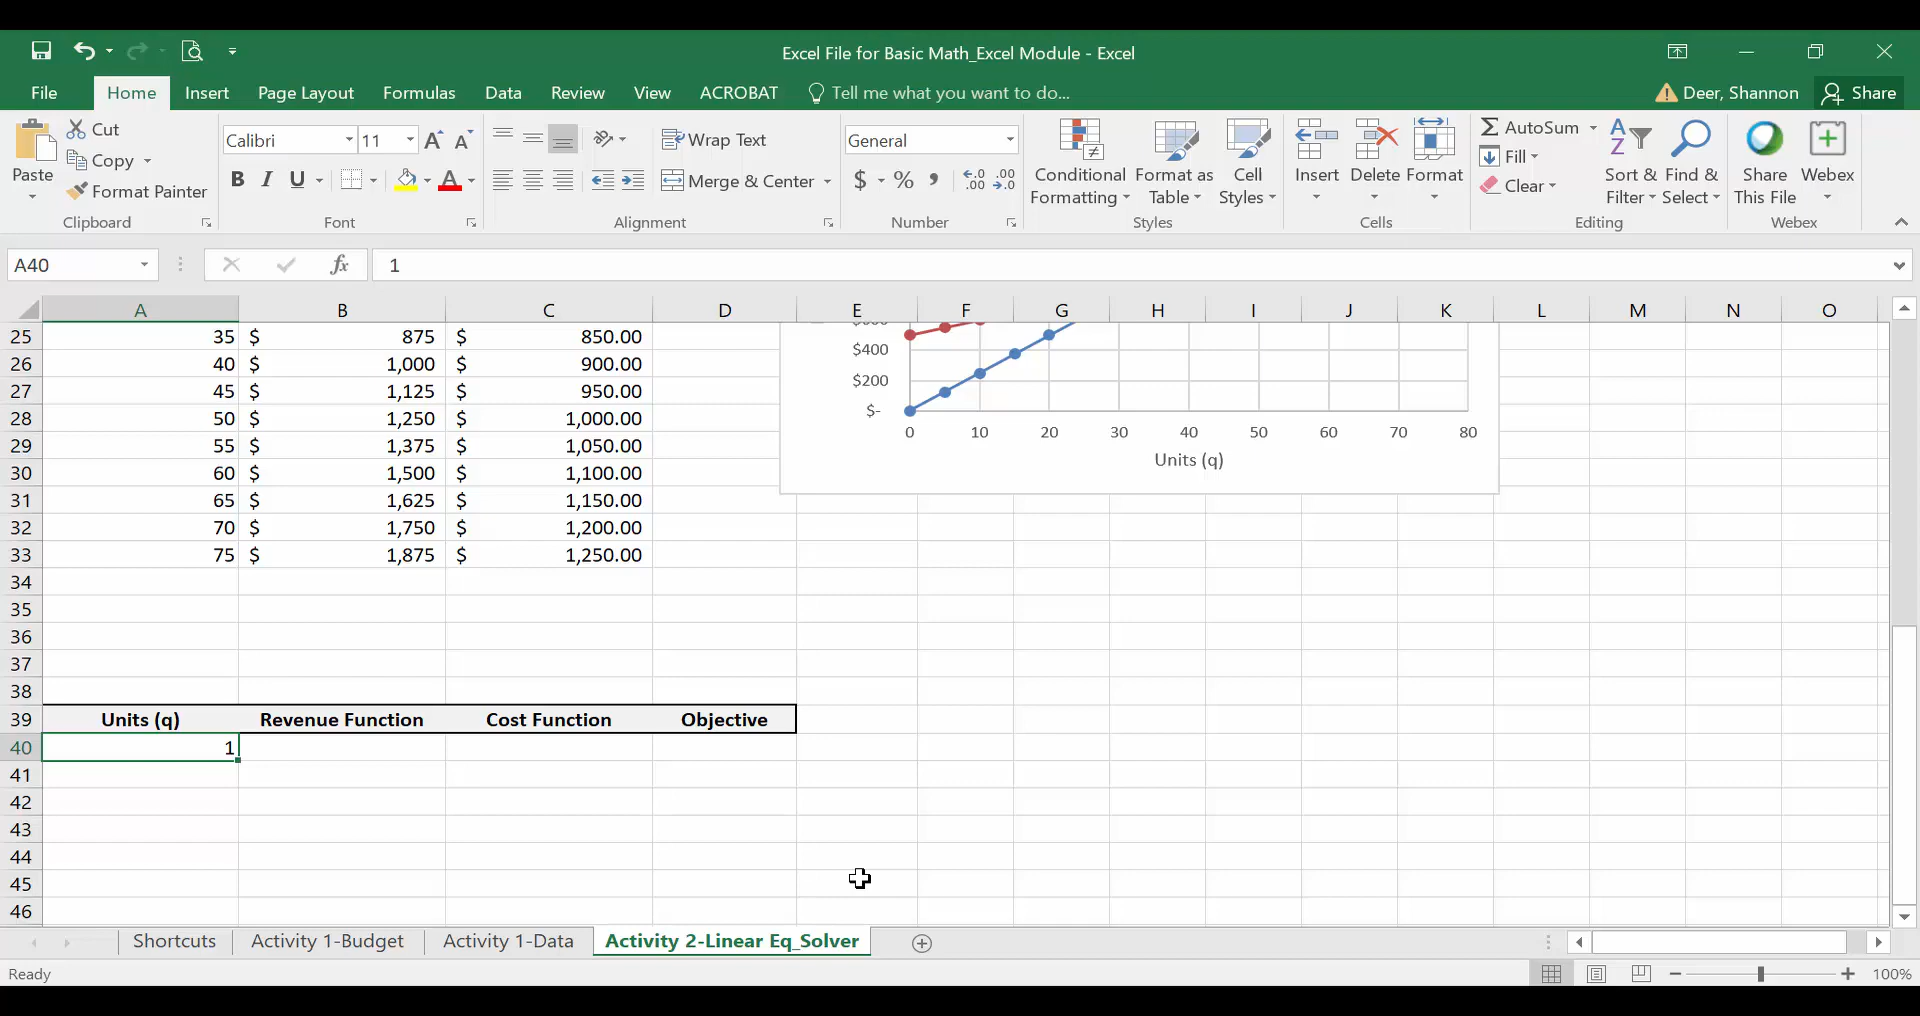 Excel File for Basic Math_Excel Module - Excel
File Home Insert Page Layout Formulas Data Review View ACROBAT Tell me what you want to do... Deer, Shannon Share
Paste Cut Copy Format Painter Clipboard
Calibri 11 A A B I U A Font
Wrap Text Merge & Center Alignment
General $ % , .0 .00 .00 .0 Number
Conditional Formatting Format as Table Cell Styles Styles
Insert Delete Format Cells
AutoSum Fill Clear Sort & Filter Find & Select Editing
Share This File Webex Webex
A40 fx 1
A B C D E F G H I J K L M N O
25 35 $ 875 $ 850.00
26 40 $ 1,000 $ 900.00
27 45 $ 1,125 $ 950.00
28 50 $ 1,250 $ 1,000.00
29 55 $ 1,375 $ 1,050.00
30 60 $ 1,500 $ 1,100.00
31 65 $ 1,625 $ 1,150.00
32 70 $ 1,750 $ 1,200.00
33 75 $ 1,875 $ 1,250.00
$400
$200
$-
0 10 20 30 40 50 60 70 80
Units (q)
34
35
36
37
38
39 Units (q) Revenue Function Cost Function Objective
40 1
41
42
43
44
45
46
Shortcuts Activity 1-Budget Activity 1-Data Activity 2-Linear Eq_Solver
Ready 100%